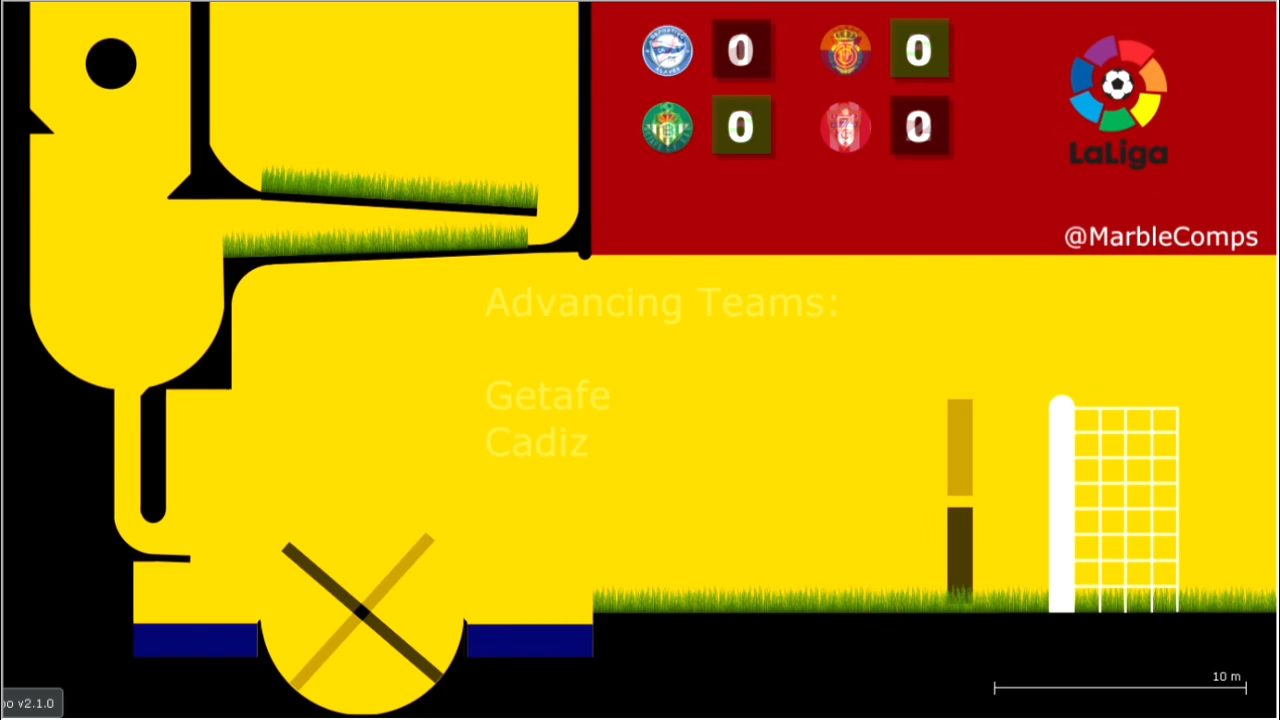 0 0
0 0
LaLiga
@MarbleComps
Advancing Teams:
Getafe
Cadiz
10 m
v2.1.0